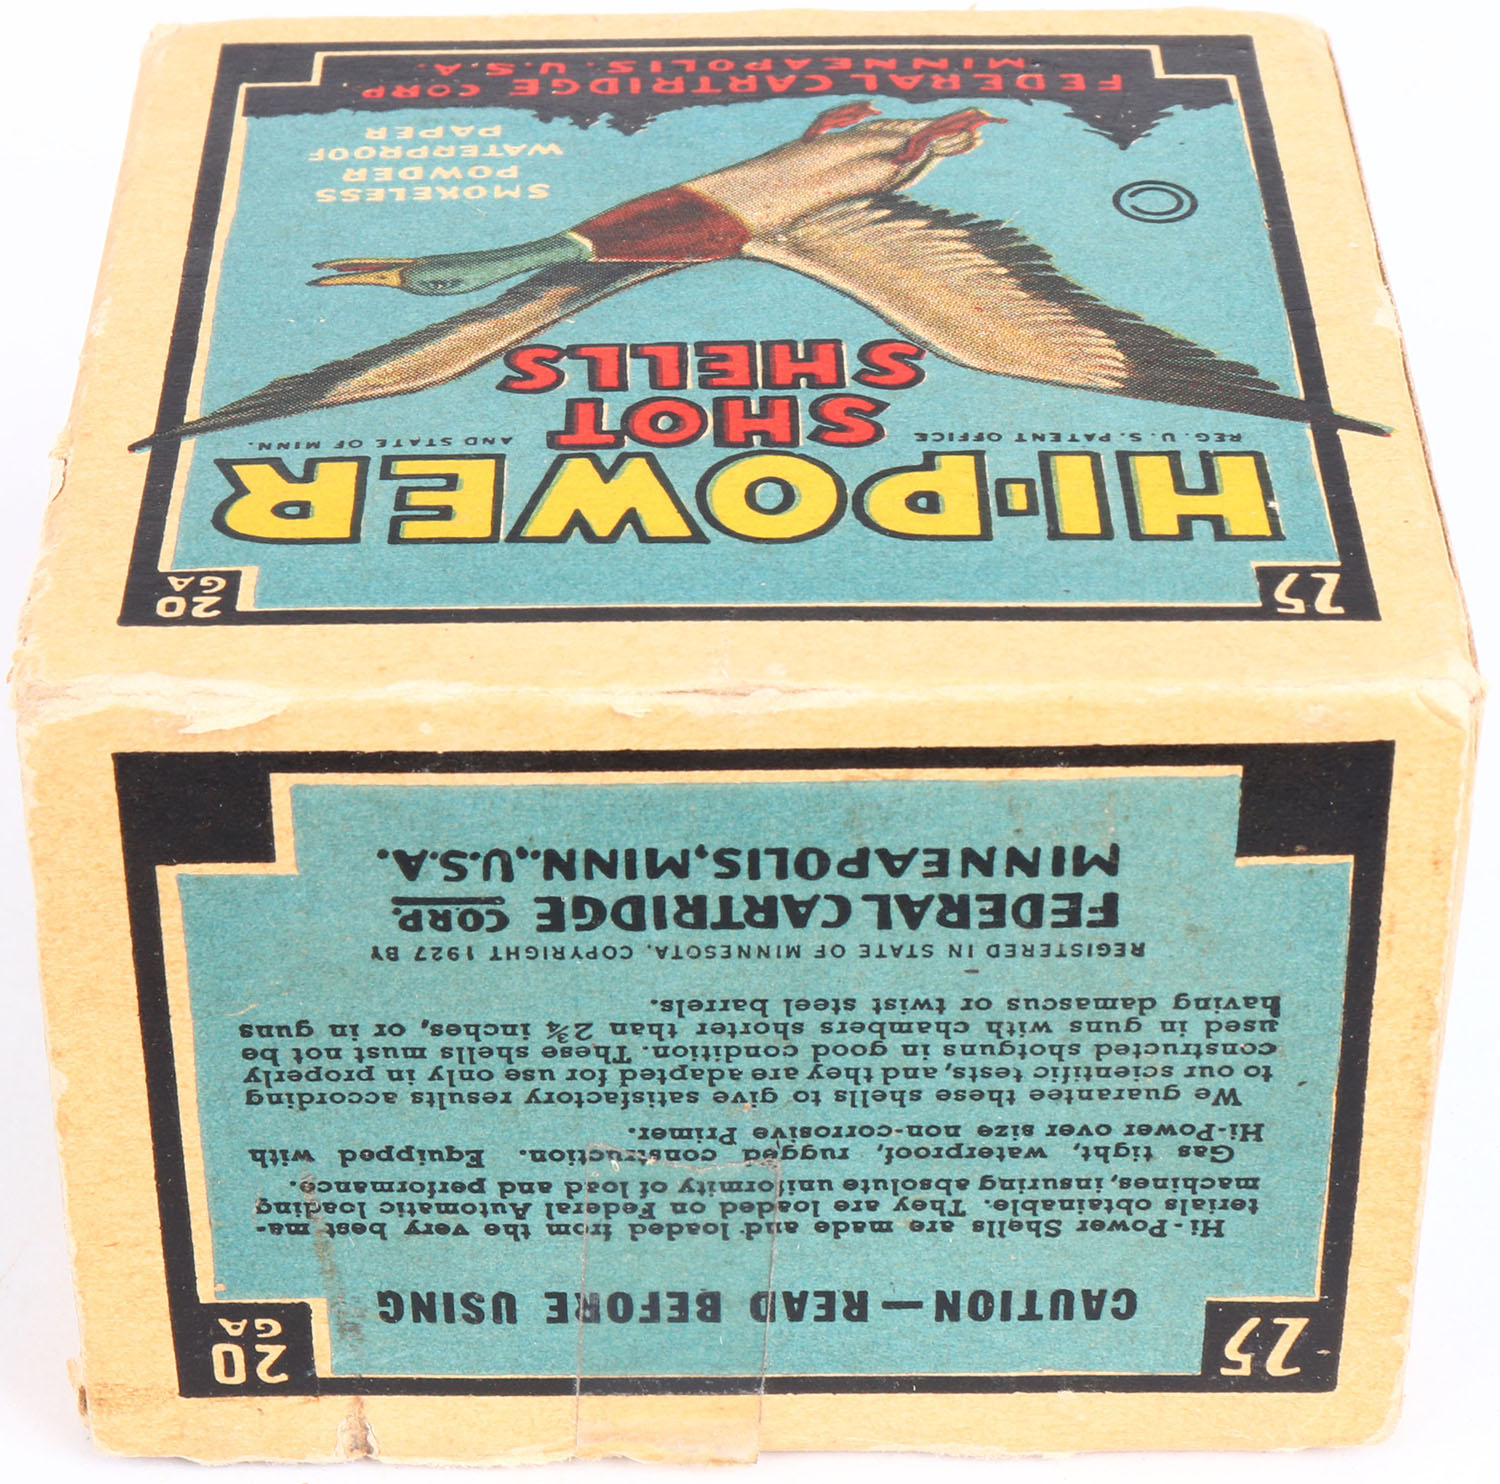 25
20
GA
HI-POWER
REG. U.S. PATENT OFFICE
AND STATE OF MINN.
SHOT
SHELLS
©
SMOKELESS
POWDER
WATERPROOF
PAPER
FEDERAL CARTRIDGE CORP.
MINNEAPOLIS. U.S.A.
25
20
GA
CAUTION — READ BEFORE USING
Hi-Power Shells are made and loaded from the very best ma-
terials obtainable. They are loaded on Federal Automatic loading
machines, insuring absolute uniformity of load and performance.
Gas tight, waterproof, rugged construction. Equipped with
Hi-Power over size non-corrosive Primer.
We guarantee these shells to give satisfactory results according
to our scientific tests, and they are adapted for use only in properly
constructed shotguns in good condition. These shells must not be
used in guns with chambers shorter than 2¾ inches, or in guns
having damascus or twist steel barrels.
REGISTERED IN STATE OF MINNESOTA, COPYRIGHT 1927 BY
FEDERAL CARTRIDGE CORP.
MINNEAPOLIS, MINN., U.S.A.